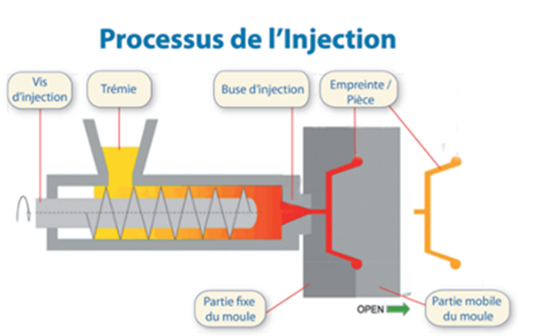 Processus de l'Injection
Vis
d'injection
Trémie
Buse d'injection
Empreinte /
Pièce
Partie fixe
du moule
OPEN
Partie mobile
du moule